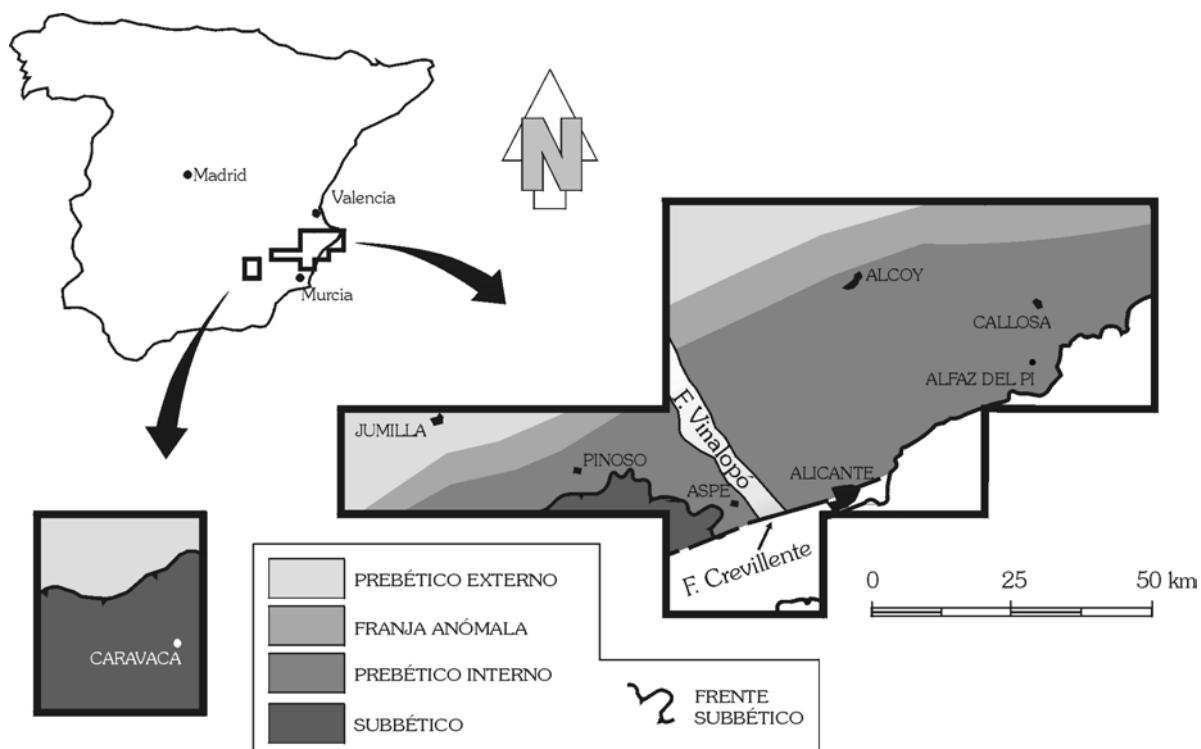 Madrid
Valencia
Murcia
N
ALCOY
CALLOSA
ALFAZ DEL PI
F. Vinalopó
JUMILLA
PINOSO
ASPE
ALICANTE
F. Crevillente
0 25 50 km
CARAVACA
PREBÉTICO EXTERNO
FRANJA ANÓMALA
PREBÉTICO INTERNO
SUBBÉTICO
FRENTE
SUBBÉTICO